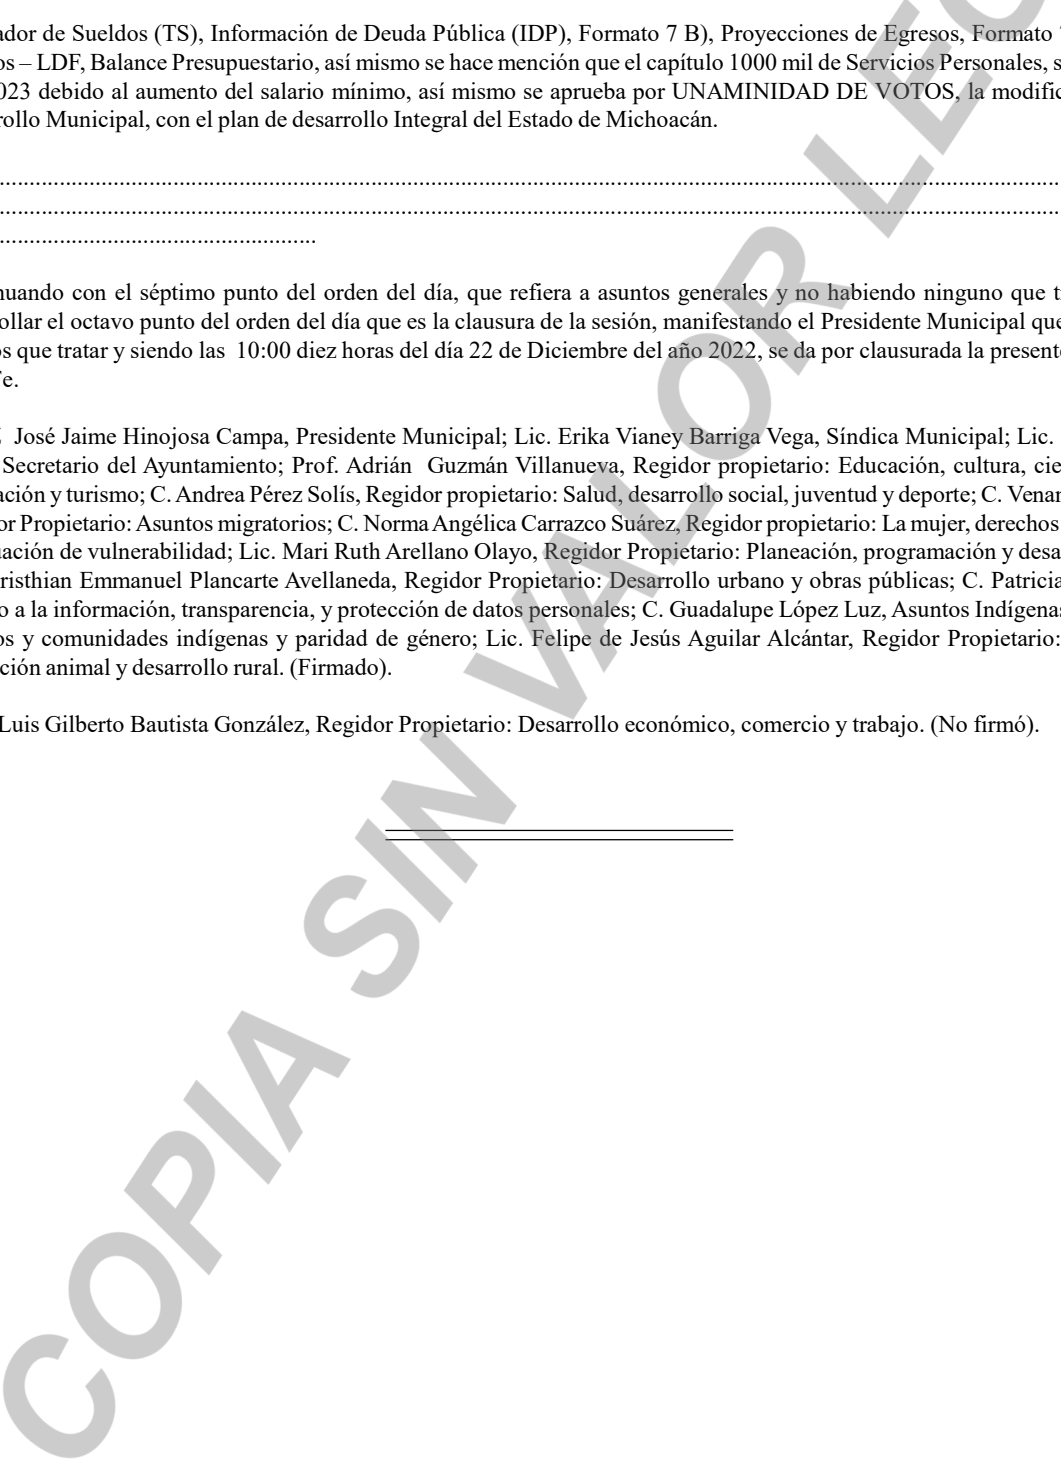 ador de Sueldos (TS), Información de Deuda Pública (IDP), Formato 7 B), Proyecciones de Egresos, Formato
os – LDF, Balance Presupuestario, así mismo se hace mención que el capítulo 1000 mil de Servicios Personales, s
023 debido al aumento del salario mínimo, así mismo se aprueba por UNAMINIDAD DE VOTOS, la modific
rollo Municipal, con el plan de desarrollo Integral del Estado de Michoacán.
nuando con el séptimo punto del orden del día, que refiera a asuntos generales y no habiendo ninguno que t
ollar el octavo punto del orden del día que es la clausura de la sesión, manifestando el Presidente Municipal que
os que tratar y siendo las 10:00 diez horas del día 22 de Diciembre del año 2022, se da por clausurada la present
fe.
José Jaime Hinojosa Campa, Presidente Municipal; Lic. Erika Vianey Barriga Vega, Síndica Municipal; Lic.
Secretario del Ayuntamiento; Prof. Adrián Guzmán Villanueva, Regidor propietario: Educación, cultura, cie
ación y turismo; C. Andrea Pérez Solís, Regidor propietario: Salud, desarrollo social, juventud y deporte; C. Venan
or Propietario: Asuntos migratorios; C. Norma Angélica Carrazco Suárez, Regidor propietario: La mujer, derechos
uación de vulnerabilidad; Lic. Mari Ruth Arellano Olayo, Regidor Propietario: Planeación, programación y desa
risthian Emmanuel Plancarte Avellaneda, Regidor Propietario: Desarrollo urbano y obras públicas; C. Patricia
o a la información, transparencia, y protección de datos personales; C. Guadalupe López Luz, Asuntos Indígenas
os y comunidades indígenas y paridad de género; Lic. Felipe de Jesús Aguilar Alcántar, Regidor Propietario:
ción animal y desarrollo rural. (Firmado).
Luis Gilberto Bautista González, Regidor Propietario: Desarrollo económico, comercio y trabajo. (No firmó).
COPIA SIN VALOR LEG